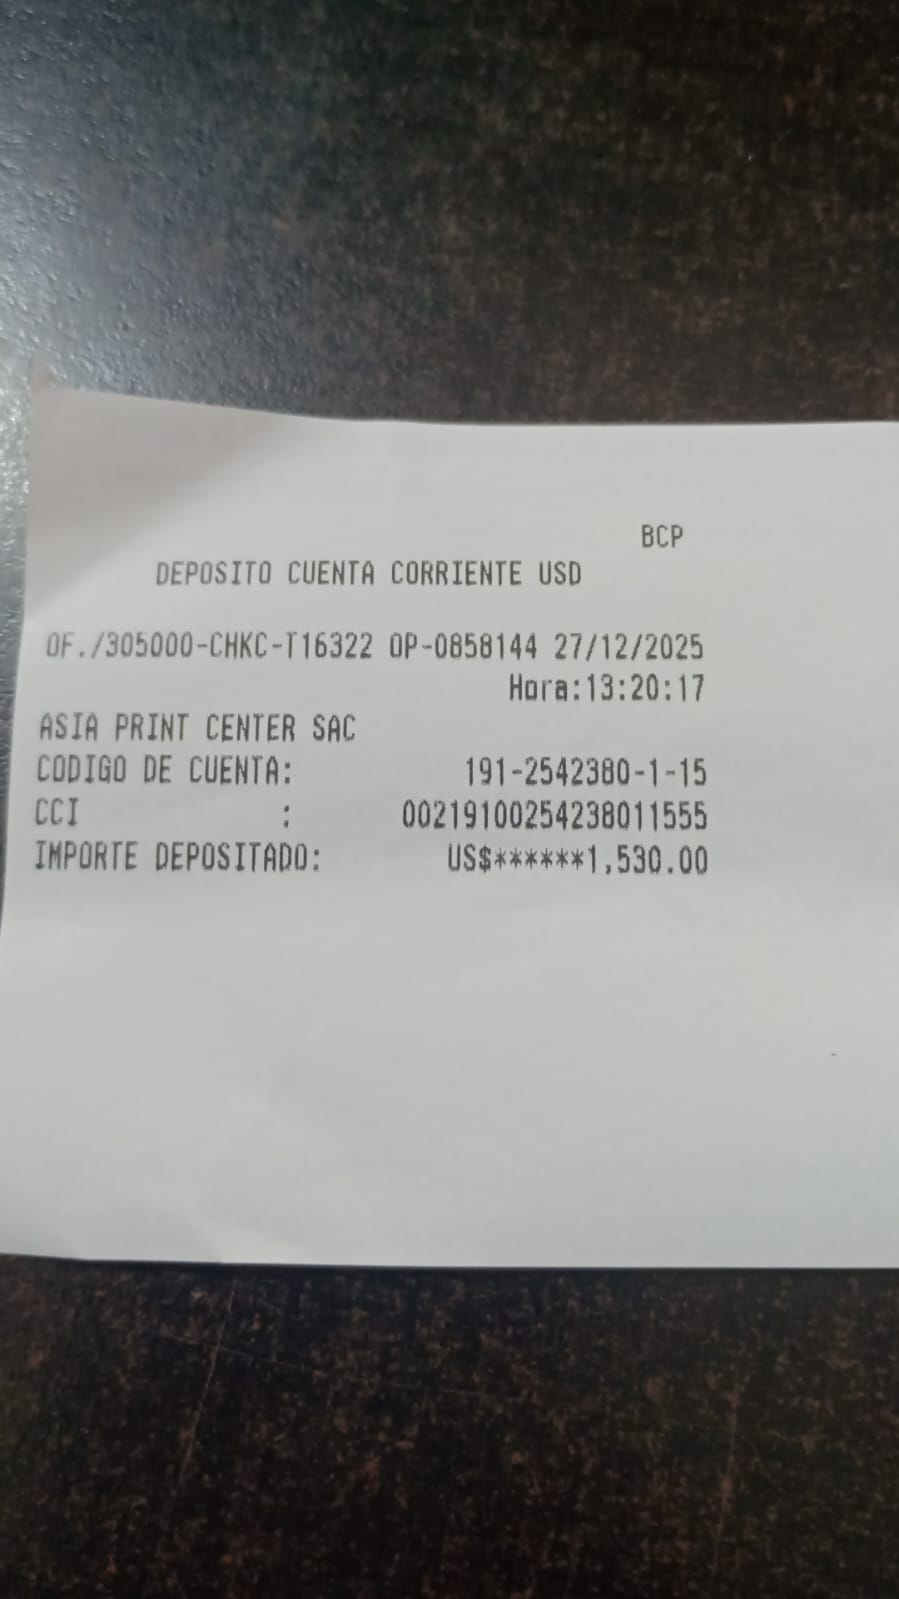 BCP
DEPOSITO CUENTA CORRIENTE USD
OF./305000-CHKC-T16322 OP-0858144 27/12/2025
Hora:13:20:17
ASIA PRINT CENTER SAC
CODIGO DE CUENTA: 191-2542380-1-15
CCI : 00219100254238011555
IMPORTE DEPOSITADO: US$******1,530.00